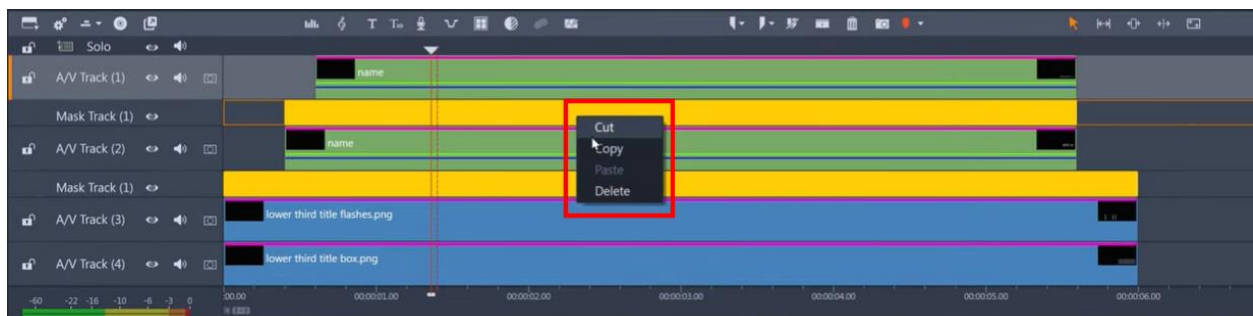 Solo
A/V Track (1)
name
Mask Track (1)
Cut
A/V Track (2)
name
Copy
Paste
Mask Track (1)
Delete
A/V Track (3)
lower third title flashes.png
A/V Track (4)
lower third title box.png
-60 -22 -16 -10 -6 -3 0
:00.00 00:00:01.00 00:00:02.00 00:00:03.00 00:00:04.00 00:00:05.00 00:00:06.00